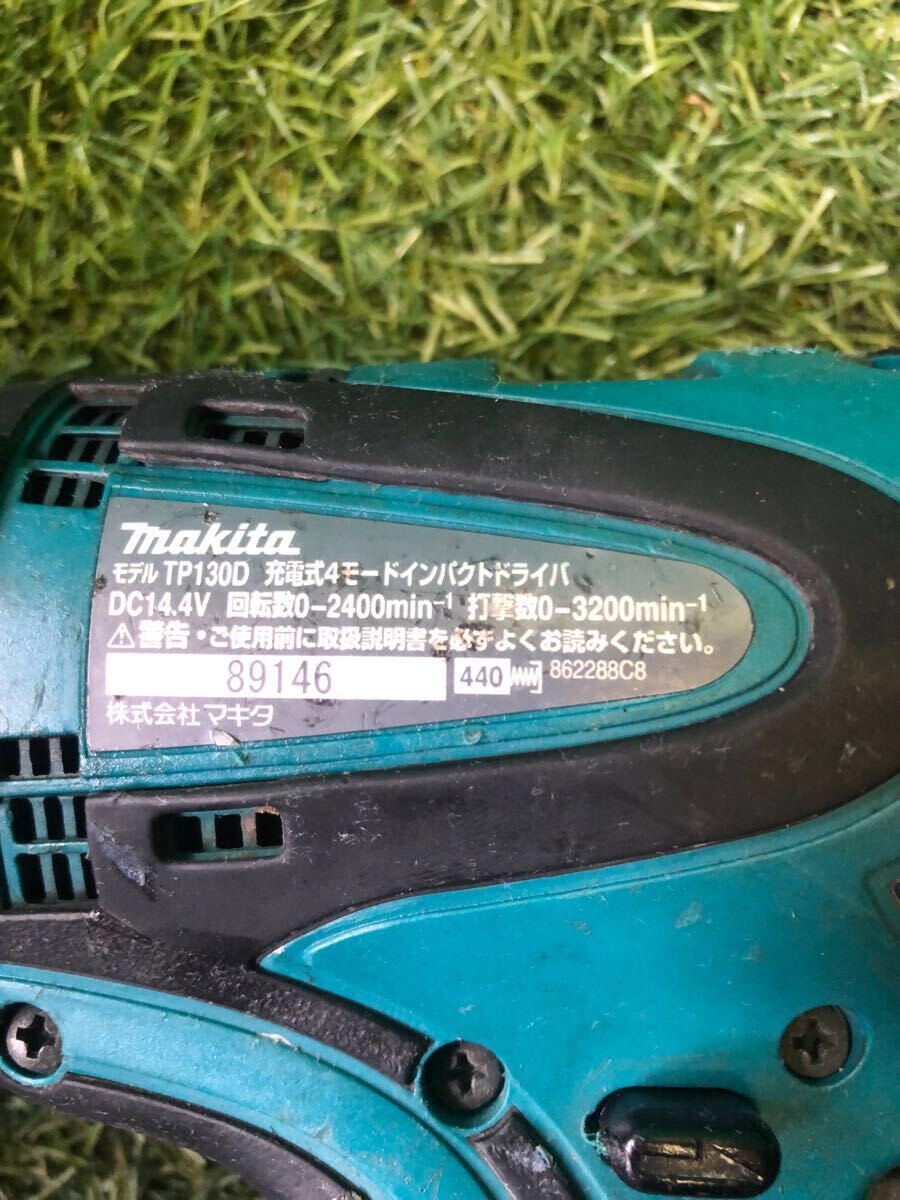 makita
モデル TP130D 充電式4モードインパクトドライバ
DC14.4V 回転数0-2400min⁻¹ 打撃数0-3200min⁻¹
⚠警告・ご使用前に取扱説明書を必ずよくお読みください。
89146 440 862288C8
株式会社 マキタ